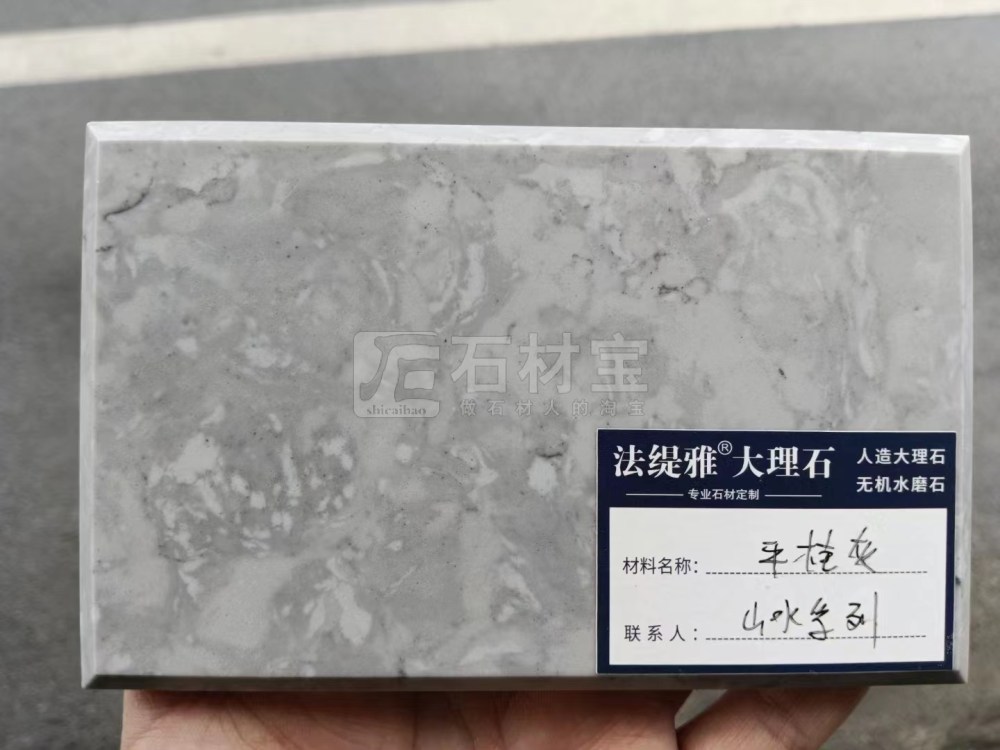 石材宝
shicaibao
做石材人的淘宝
法缇雅®大理石
专业石材定制
人造大理石
无机水磨石
材料名称:
联系人: 山水系列